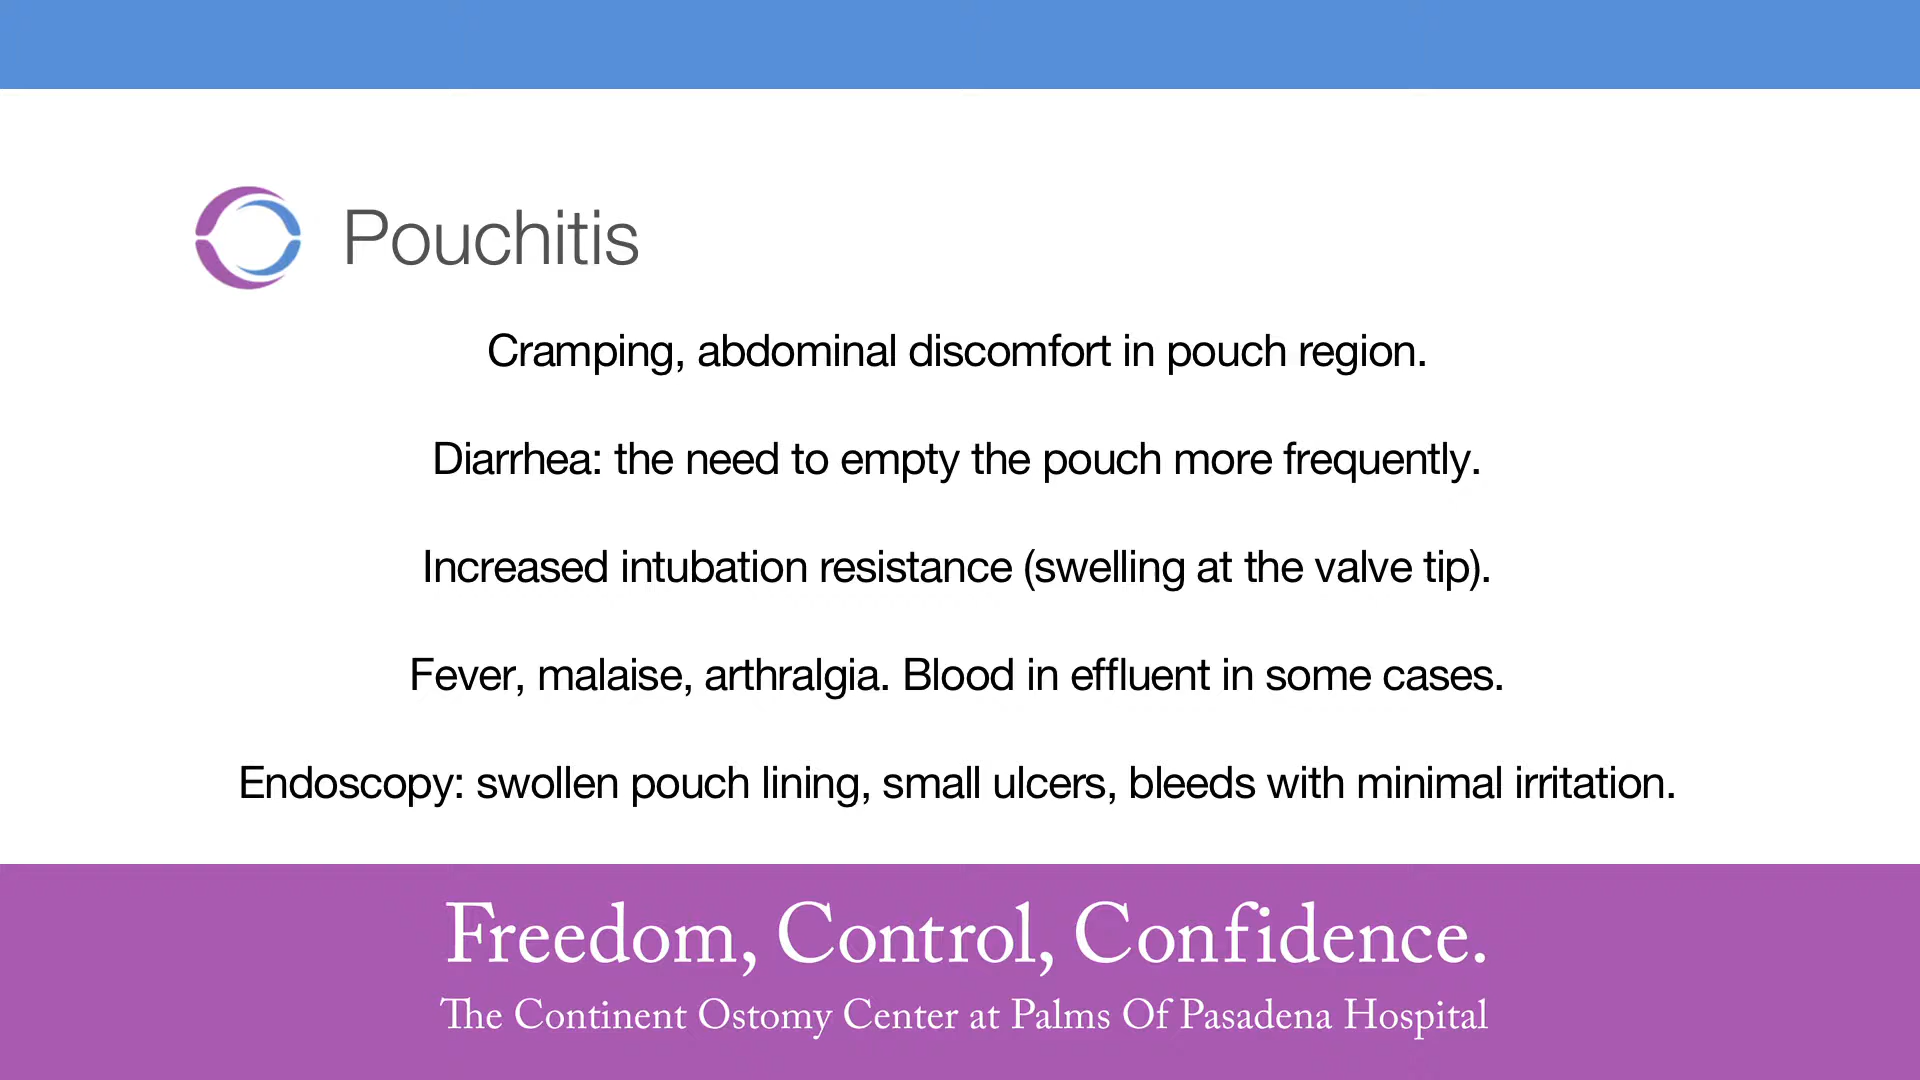 Pouchitis
Cramping, abdominal discomfort in pouch region.
Diarrhea: the need to empty the pouch more frequently.
Increased intubation resistance (swelling at the valve tip).
Fever, malaise, arthralgia. Blood in effluent in some cases.
Endoscopy: swollen pouch lining, small ulcers, bleeds with minimal irritation.
Freedom, Control, Confidence.
The Continent Ostomy Center at Palms Of Pasadena Hospital